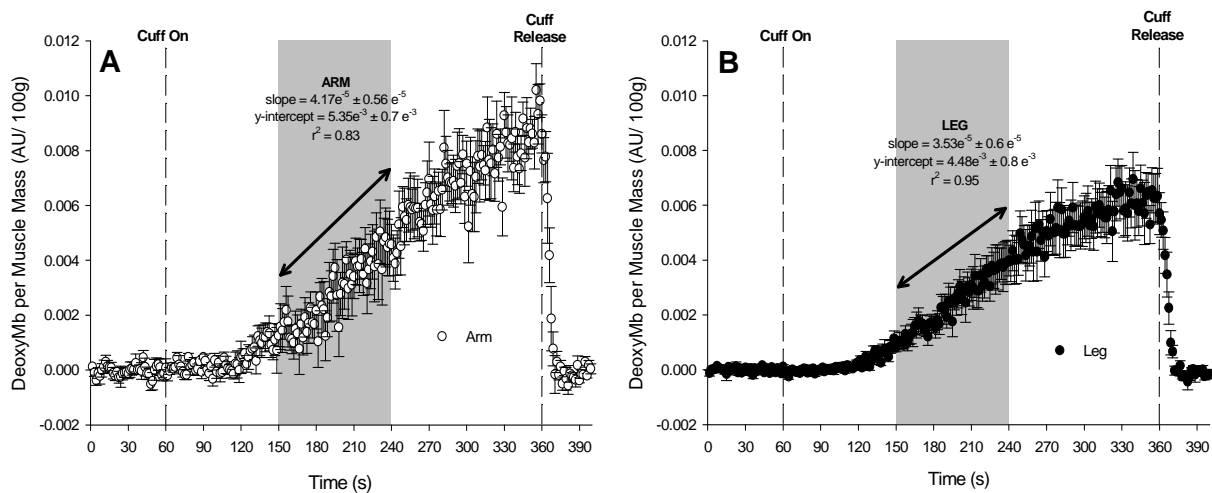 Cuff On
Cuff
Release
A
ARM
slope = 4.17e⁻⁵ ± 0.56 e⁻⁵
y-intercept = 5.35e⁻³ ± 0.7 e⁻³
r² = 0.83
Arm
DeoxyMb per Muscle Mass (AU/ 100g)
0.012
0.010
0.008
0.006
0.004
0.002
0.000
-0.002
0 30 60 90 120 150 180 210 240 270 300 330 360 390
Time (s)
Cuff On
Cuff
Release
B
LEG
slope = 3.53e⁻⁵ ± 0.6 e⁻⁵
y-intercept = 4.48e⁻³ ± 0.8 e⁻³
r² = 0.95
Leg
DeoxyMb per Muscle Mass (AU/ 100g)
0.012
0.010
0.008
0.006
0.004
0.002
0.000
-0.002
0 30 60 90 120 150 180 210 240 270 300 330 360 390
Time (s)